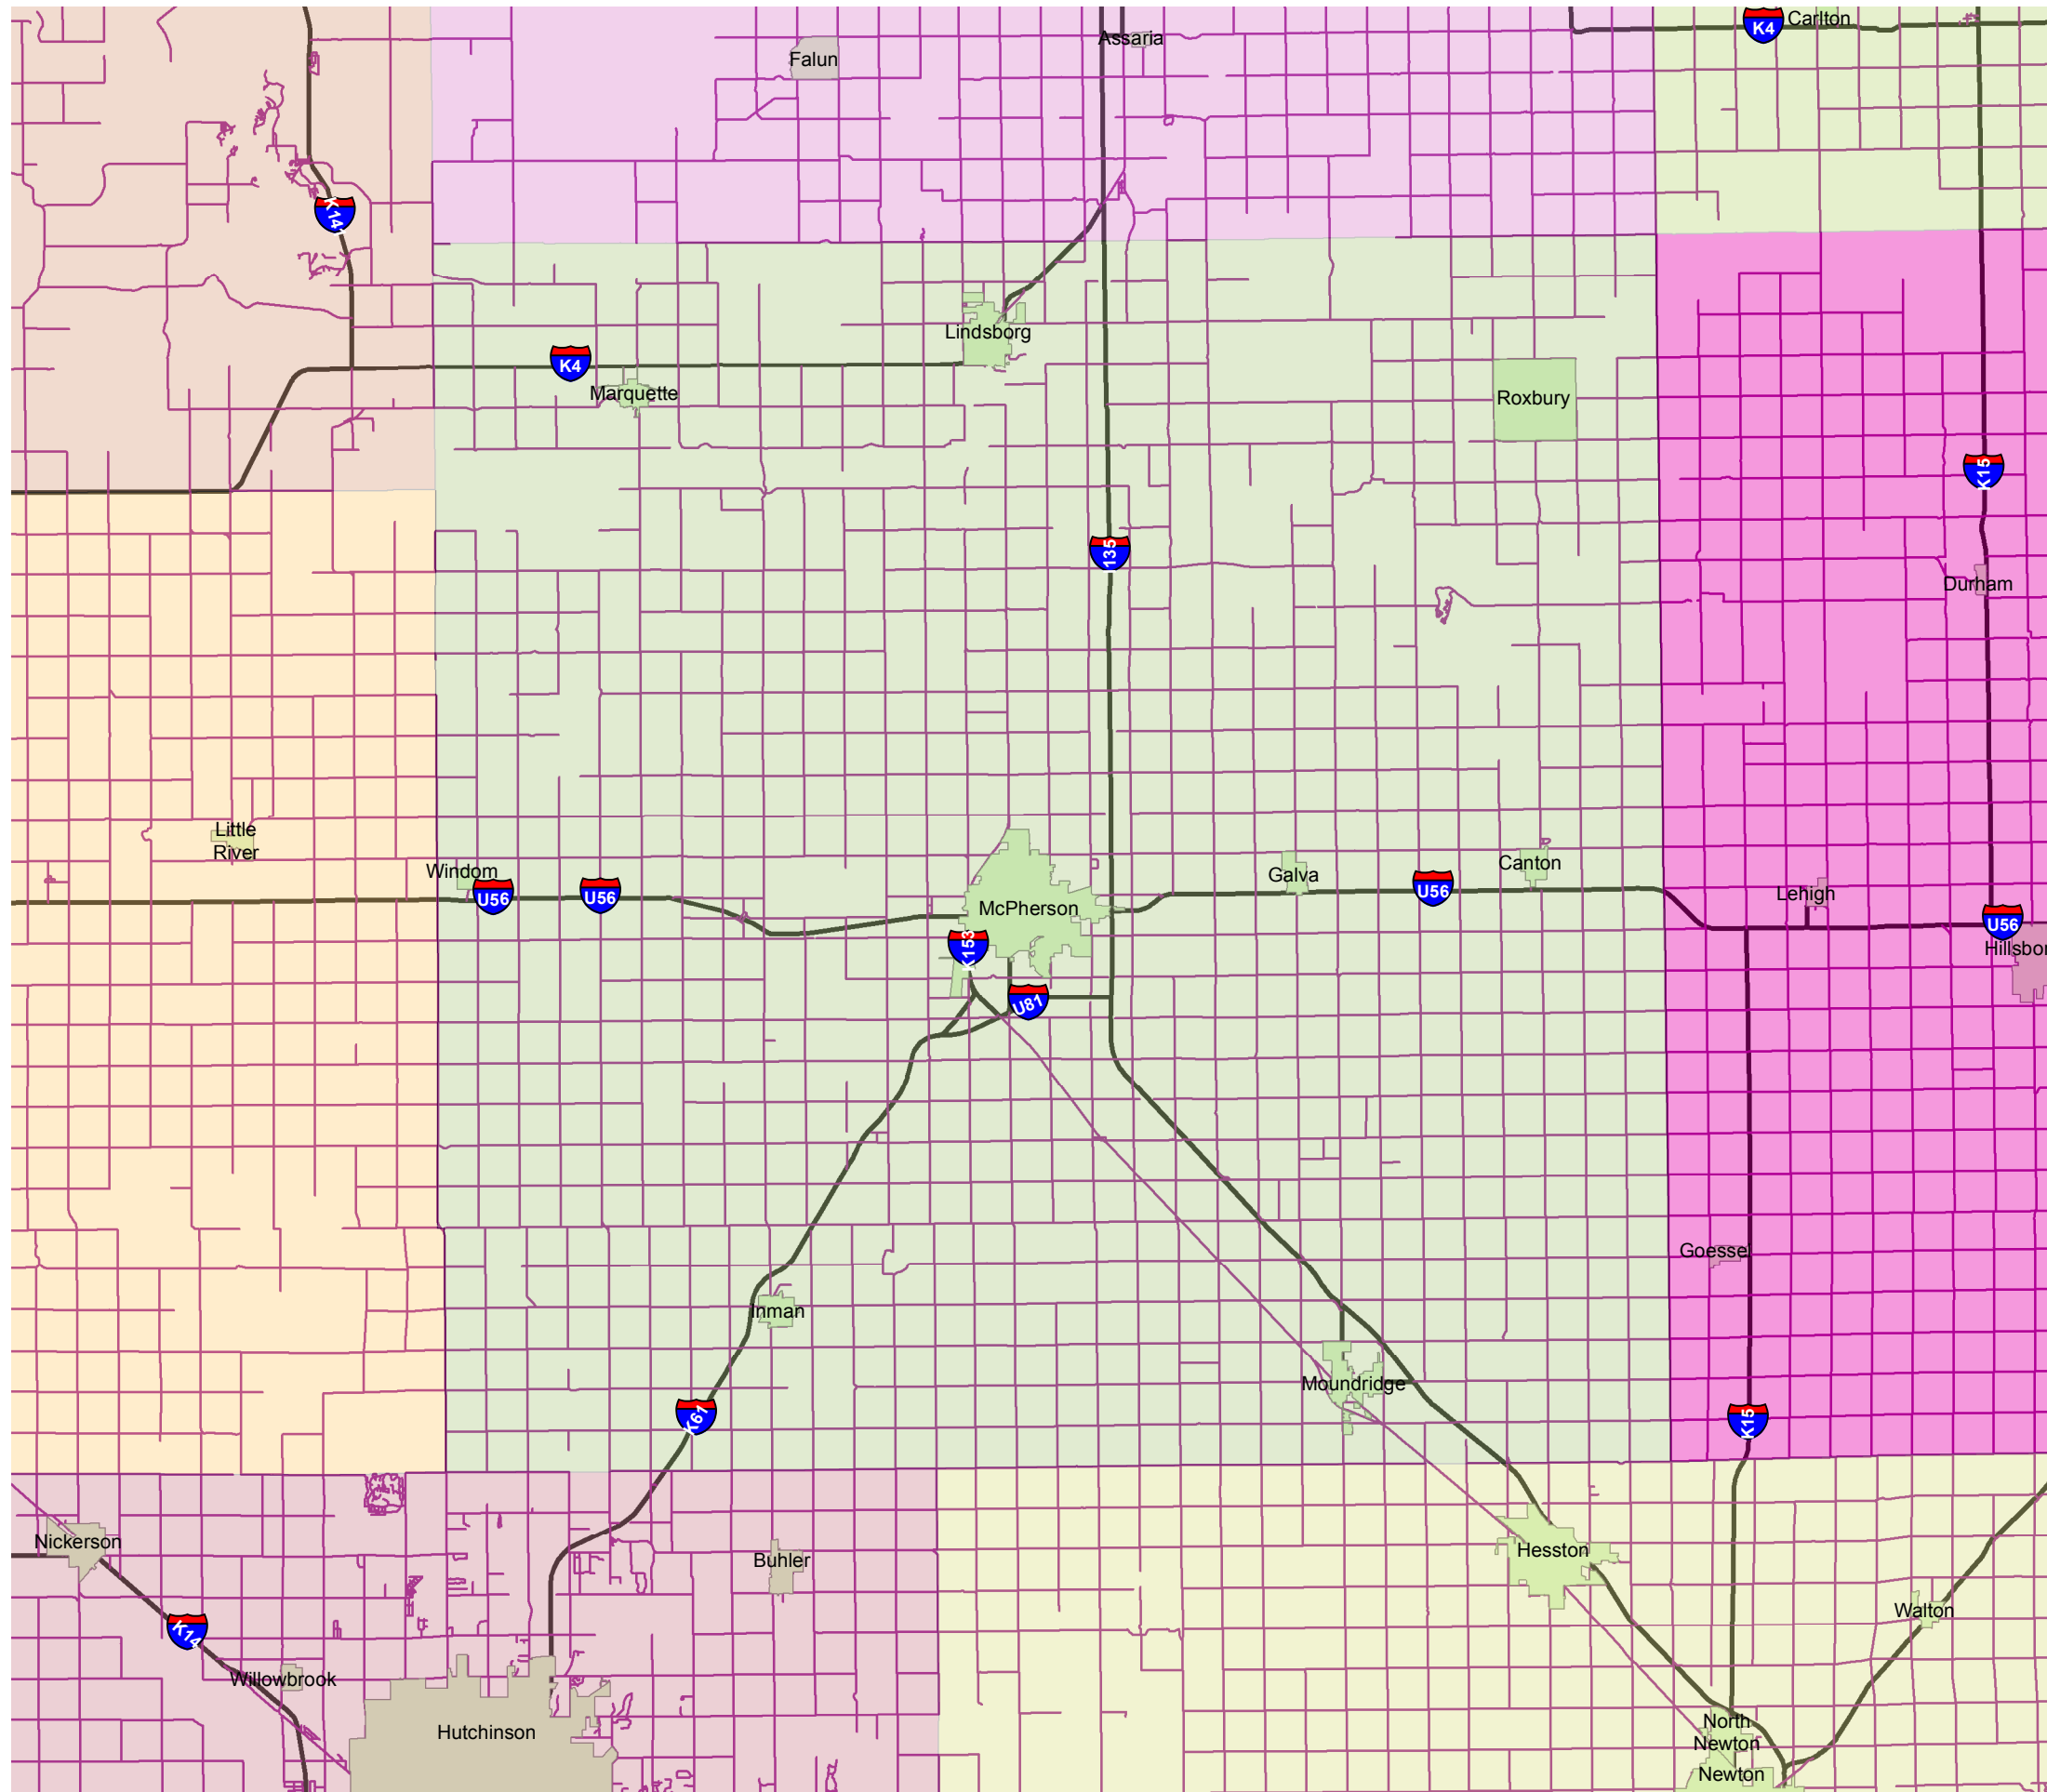 K4
Carlton
Assaria
Falun
K14
Lindsborg
K4
Marquette
Roxbury
K15
135
Durham
Little
River
Windom
U56
U56
McPherson
Galva
U56
Canton
Lehigh
U56
Hillsbor
K153
U81
Goessel
Inman
Moundridge
K61
K15
Nickerson
Buhler
Hesston
K14
Walton
Willowbrook
Hutchinson
North
Newton
Newton